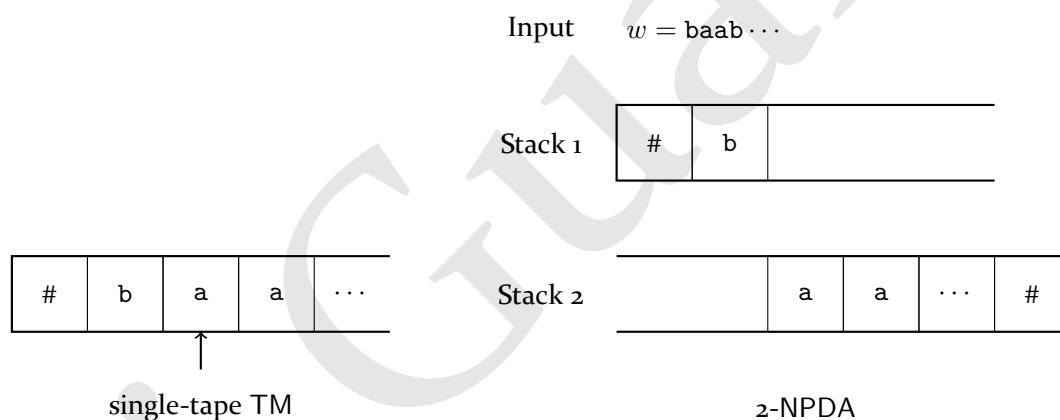 Input w = baab···
Stack 1 # b
# b a a ··· Stack 2 a a ··· #
single-tape TM 2-NPDA